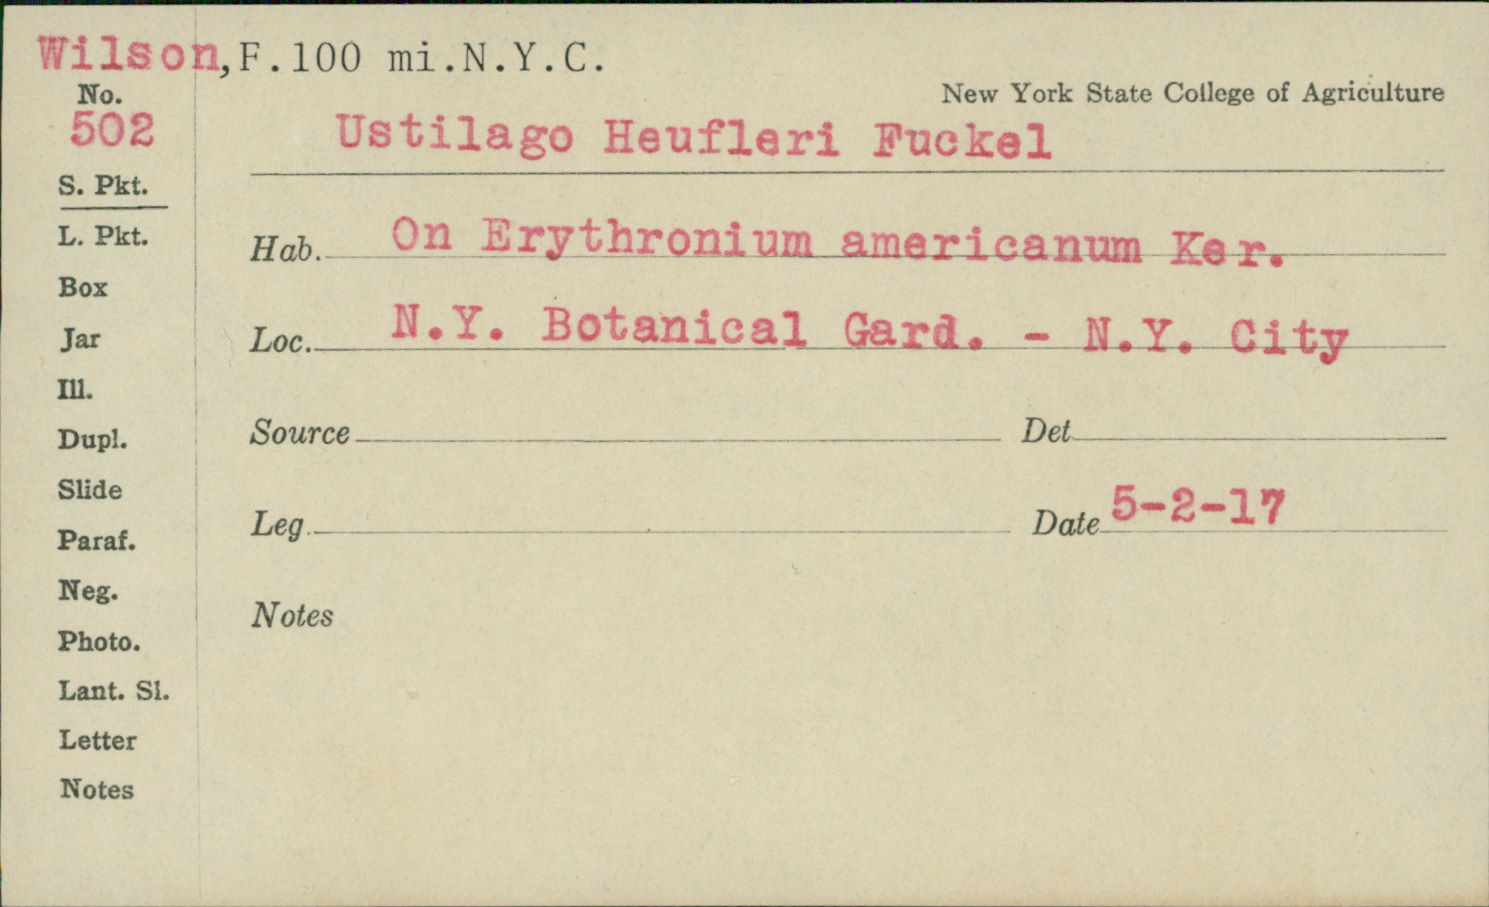 Wilson,F.100 mi.N.Y.C.
No.
New York State College of Agriculture
502
Ustilago Heufleri Fuckel
S. Pkt.
L. Pkt.
Hab. On Erythronium americanum Ker.
Box
Jar
Loc. N.Y. Botanical Gard. - N.Y. City
Ill.
Dupl.
Source Det
Slide
Leg. Date 5-2-17
Paraf.
Neg.
Notes
Photo.
Lant. Sl.
Letter
Notes